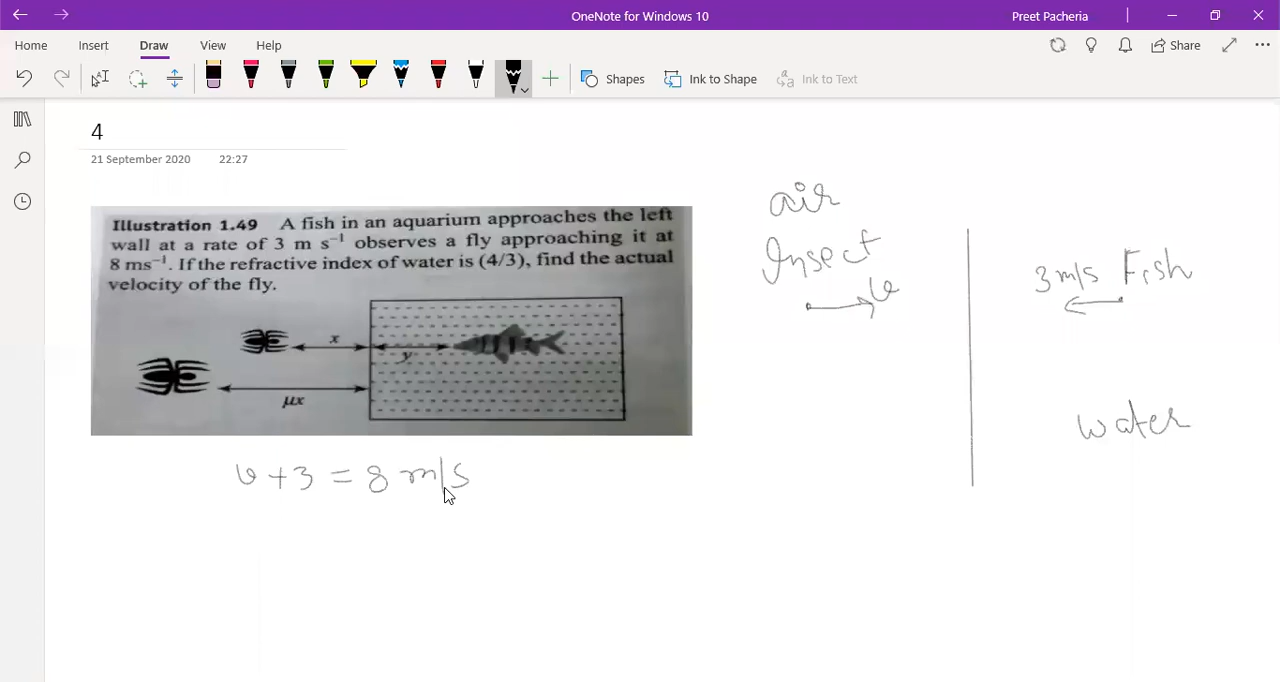 OneNote for Windows 10
Preet Pacheria
Home Insert Draw View Help
Share
Shapes Ink to Shape Ink to Text
4
21 September 2020 22:27
Illustration 1.49 A fish in an aquarium approaches the left
wall at a rate of 3 m s⁻¹ observes a fly approaching it at
8 ms⁻¹. If the refractive index of water is (4/3), find the actual
velocity of the fly.
x
y
μx
v + 3 = 8 m/s
air
Insect
v
3 m/s Fish
water